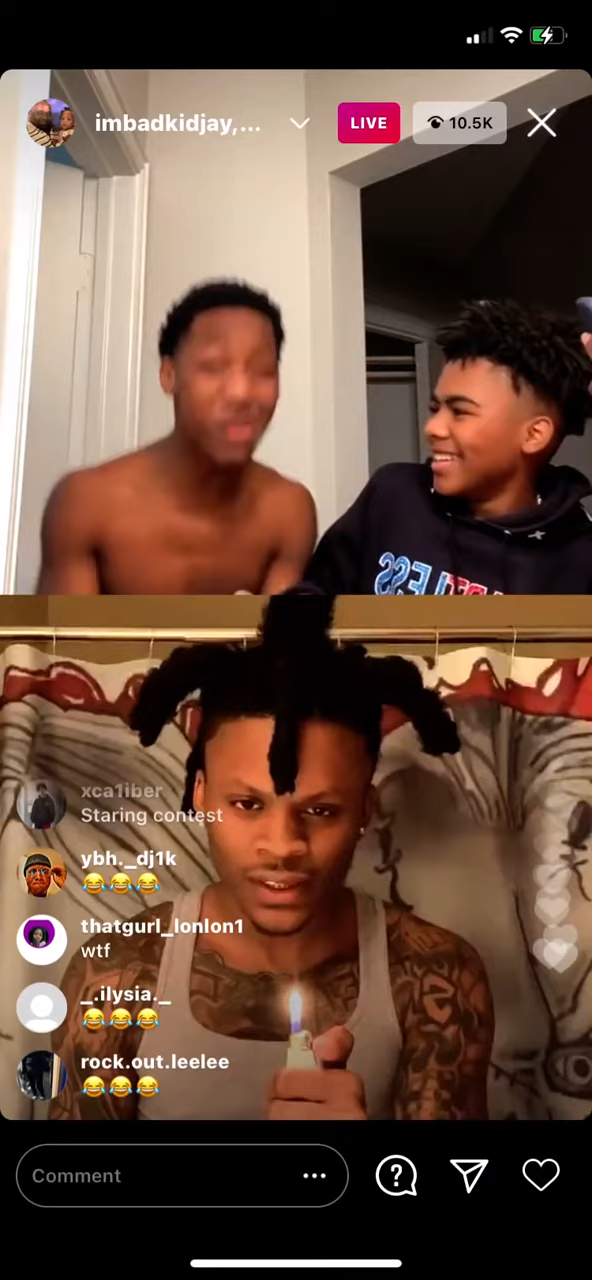 imbadkidjay,...
LIVE
10.5K
xca1iber
Staring contest
ybh._dj1k
😂😂😂
thatgurl_lonlon1
wtf
_.ilysia._
😂😂😂
rock.out.leelee
😂😂😂
Comment